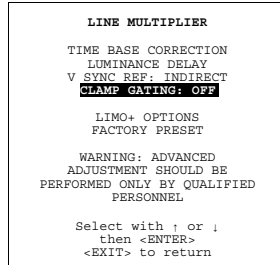 LINE MULTIPLIER
TIME BASE CORRECTION
LUMINANCE DELAY
V SYNC REF: INDIRECT
CLAMP GATING: OFF
LIMO+ OPTIONS
FACTORY PRESET
WARNING: ADVANCED
ADJUSTMENT SHOULD BE
PERFORMED ONLY BY QUALIFIED
PERSONNEL
Select with ↑ or ↓
then <ENTER>
<EXIT> to return